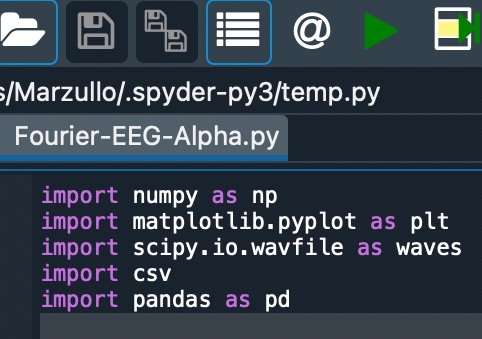 @
s/Marzullo/.spyder-py3/temp.py
Fourier-EEG-Alpha.py
import numpy as np
import matplotlib.pyplot as plt
import scipy.io.wavfile as waves
import csv
import pandas as pd